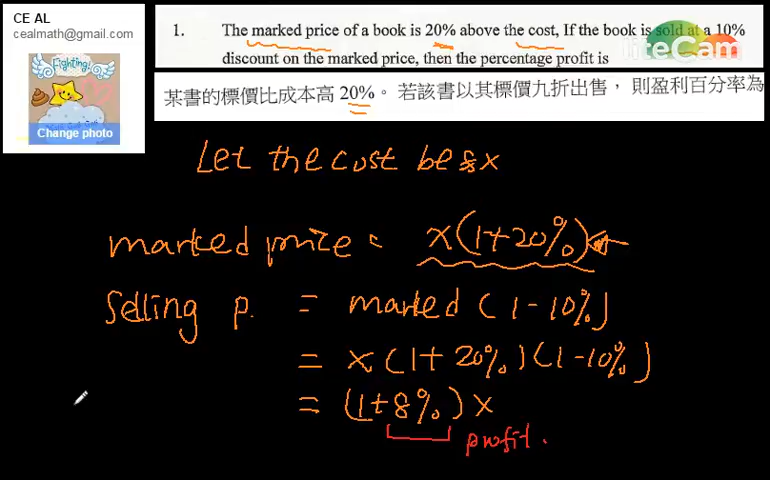 CE AL
cealmath@gmail.com
Fighting!
Change photo
1. The marked price of a book is 20% above the cost, If the book is sold at a 10%
discount on the marked price, then the percentage profit is
liteCam
某書的標價比成本高 20%。 若該書以其標價九折出售， 則盈利百分率為
Let the cost be $x
marked price = x(1+20%)
Selling p. = marked (1-10%)
= x(1+20%)(1-10%)
= (1+8%)x
profit.